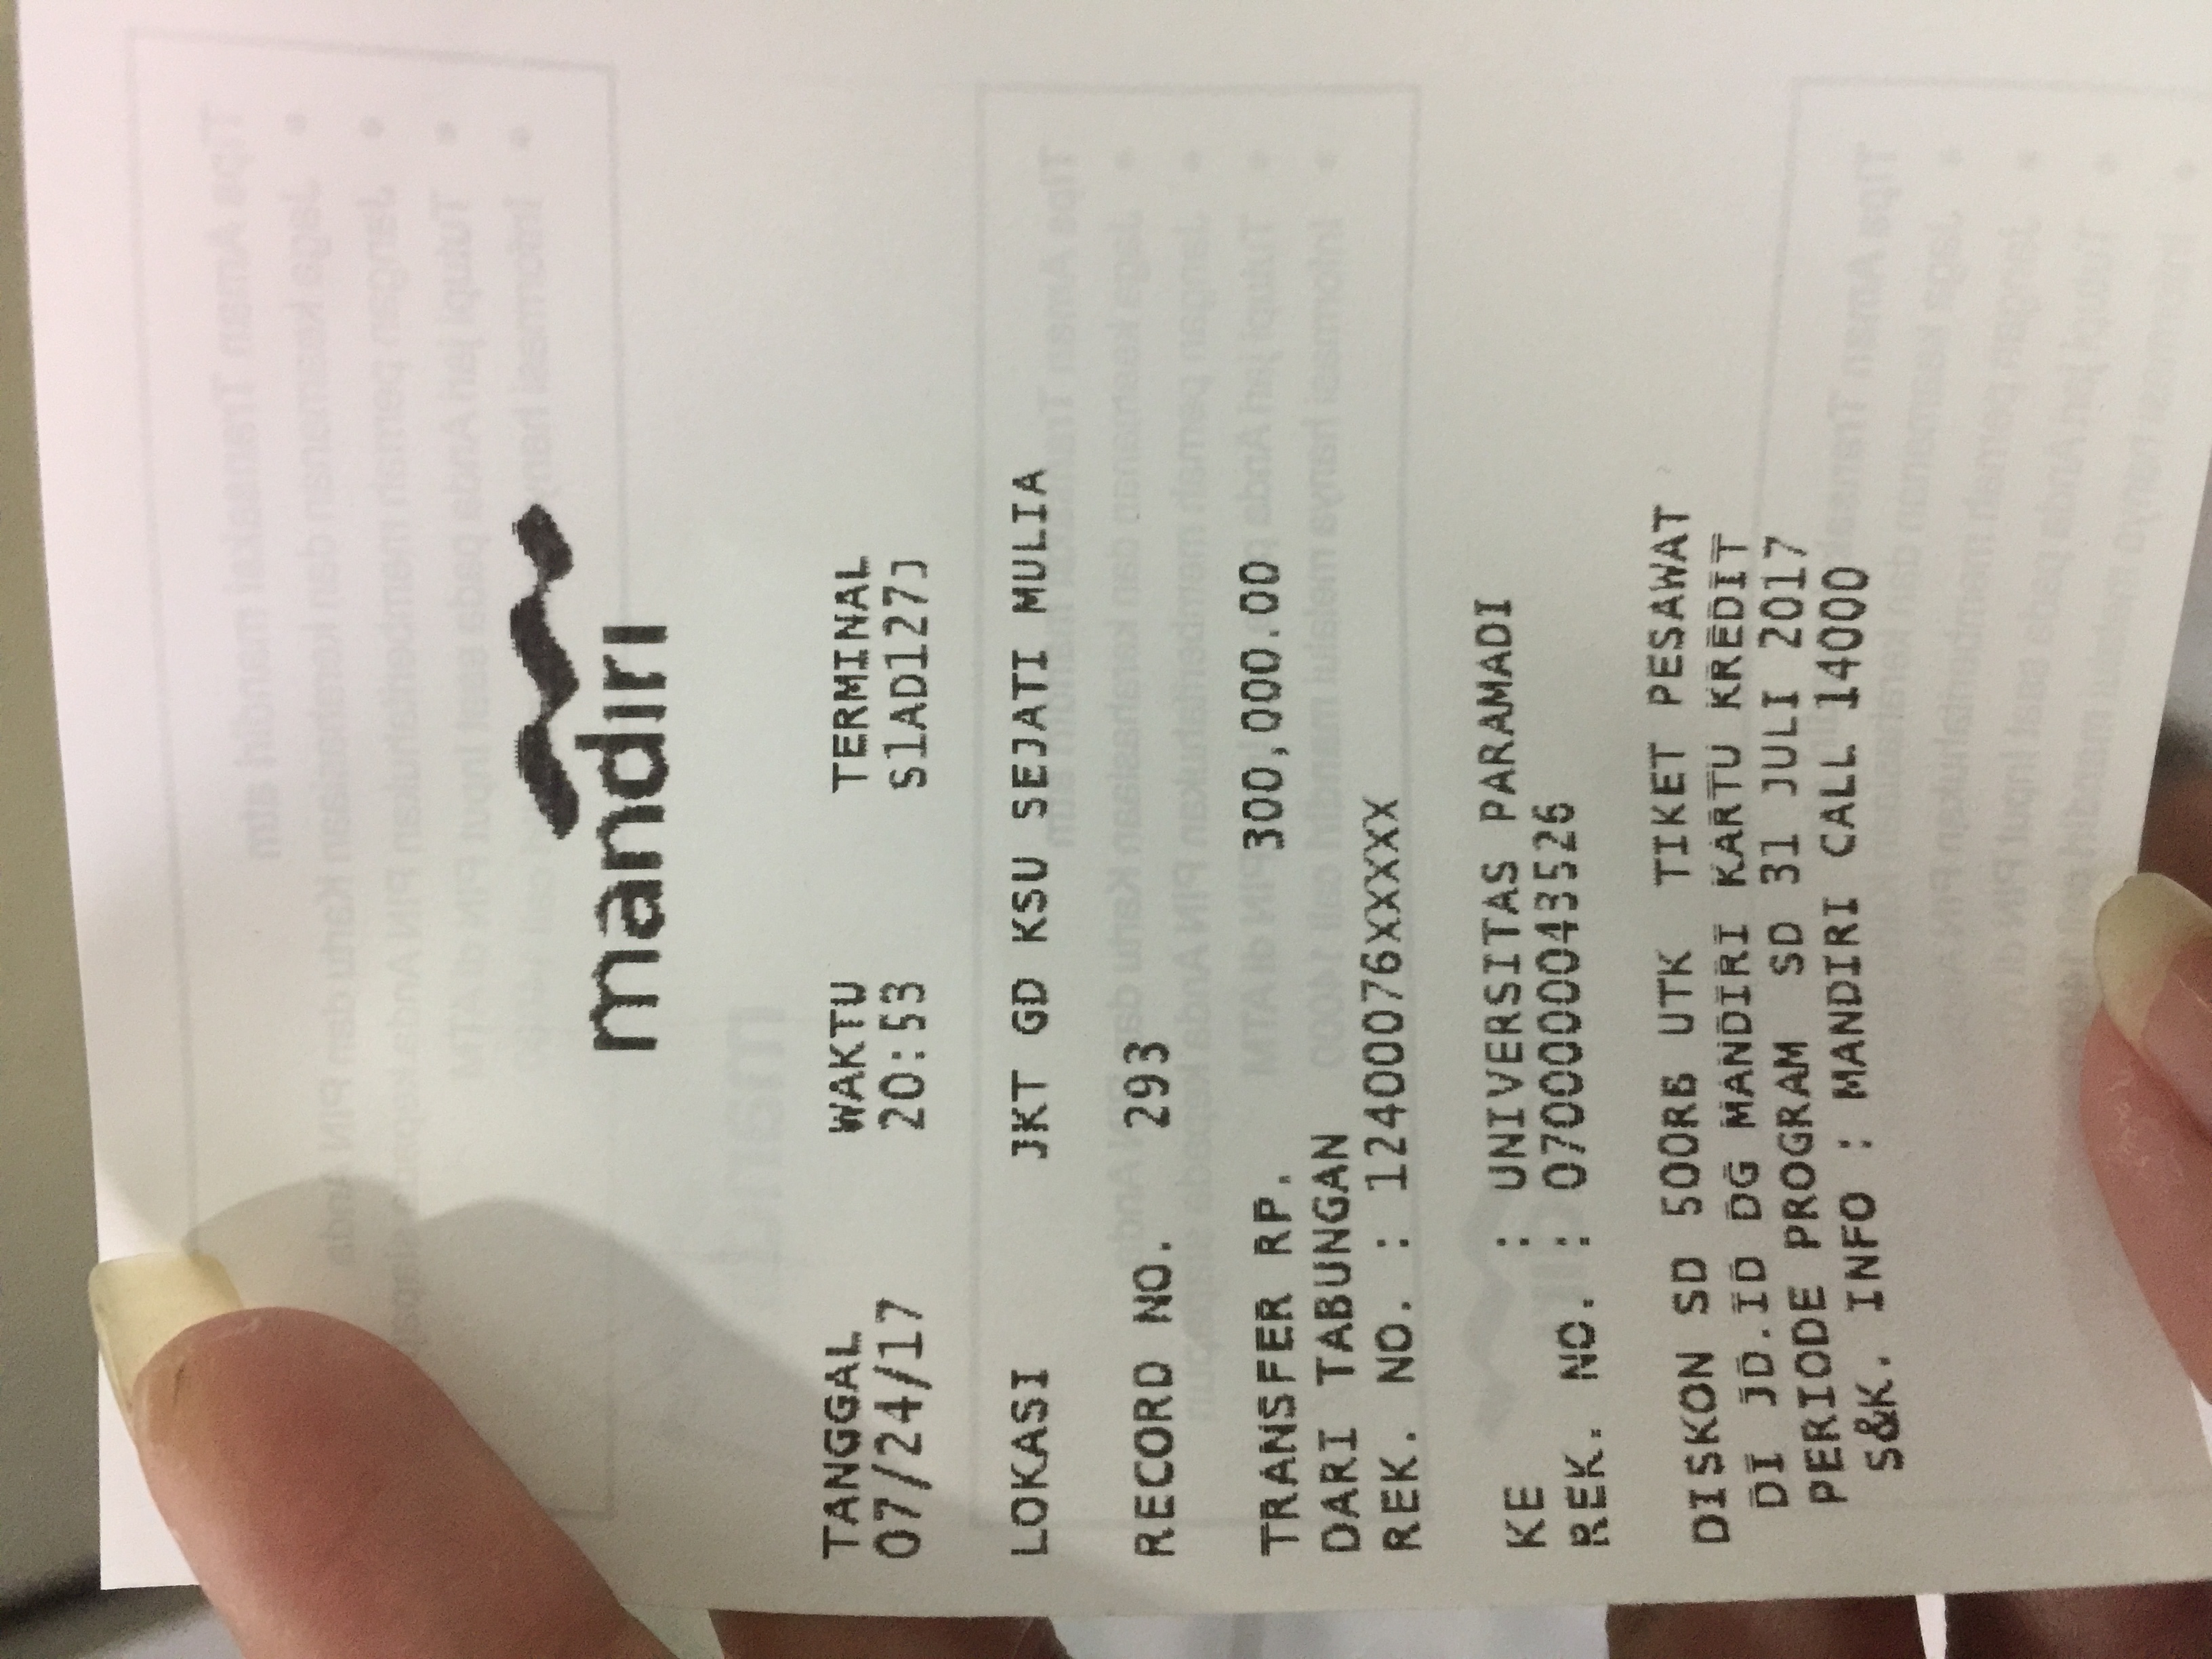 mandiri
TANGGAL WAKTU TERMINAL
07/24/17 20:53 S1AD127J
LOKASI JKT GD KSU SEJATI MULIA
RECORD NO. 293
TRANSFER RP. 300,000.00
DARI TABUNGAN
REK. NO. : 12400076XXXXX
KE : UNIVERSITAS PARAMADI
REK. NO. : 0700000043526
DISKON SD 500RB UTK TIKET PESAWAT
DI JD.ID DG MANDIRI KARTU KREDIT
PERIODE PROGRAM SD 31 JULI 2017
S&K. INFO : MANDIRI CALL 14000